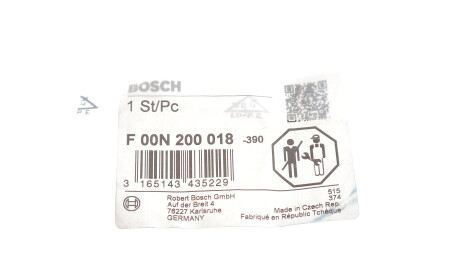 BOSCH
1 St/Pc
F 00N 200 018 -390
3 165143 435229
Robert Bosch GmbH
Auf der Breit 4
76227 Karlsruhe
GERMANY
515
374
Made in Czech Rep.
Fabriqué en République Tchèque